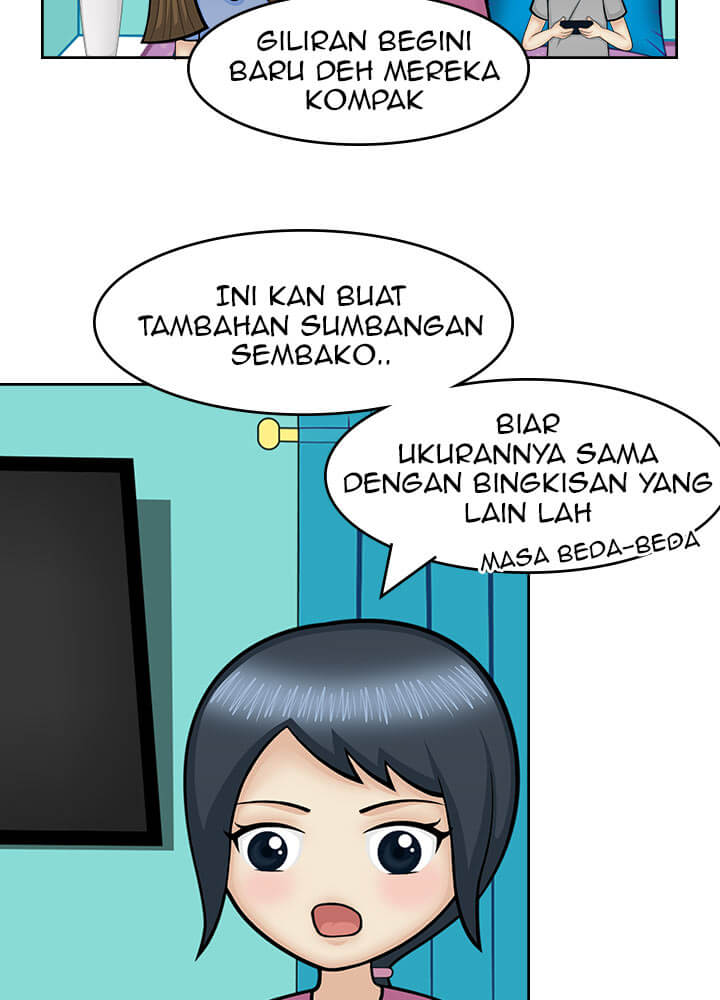 GILIRAN BEGINI
BARU DEH MEREKA
KOMPAK
INI KAN BUAT
TAMBAHAN SUMBANGAN
SEMBAKO..
BIAR
UKURANNYA SAMA
DENGAN BINGKISAN YANG
LAIN LAH
MASA BEDA-BEDA